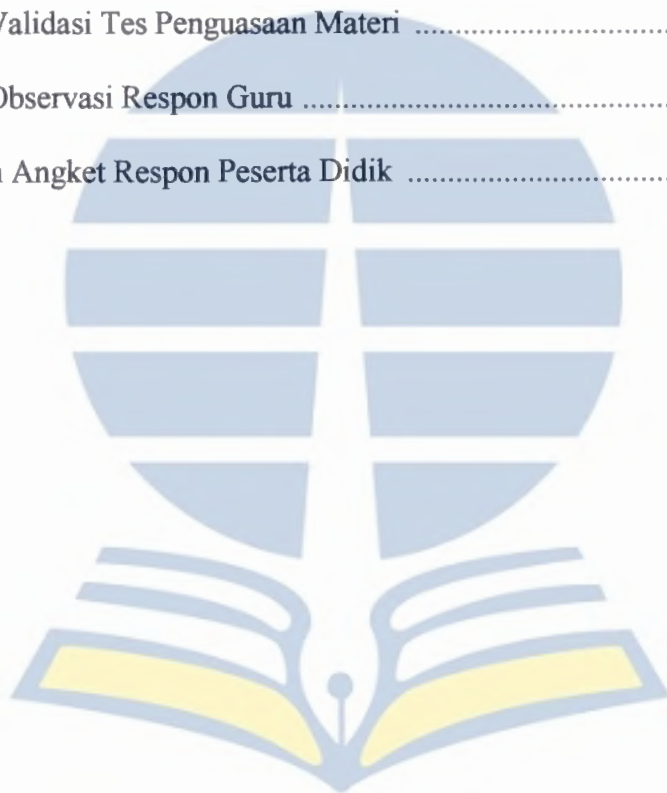 Validasi Tes Penguasaan Materi ................................
Observasi Respon Guru ................................................
Angket Respon Peserta Didik ................................